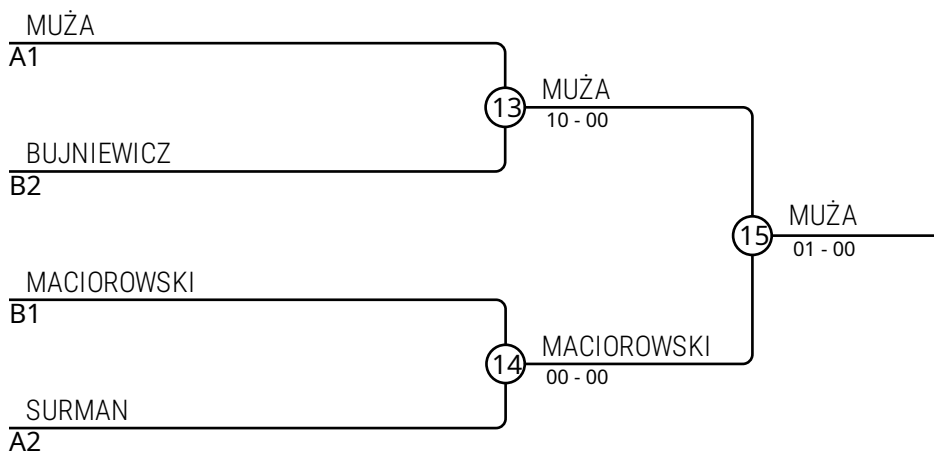 MUŻA
A1
13
MUŻA
10 - 00
BUJNIEWICZ
B2
15
MUŻA
01 - 00
MACIOROWSKI
B1
14
MACIOROWSKI
00 - 00
SURMAN
A2